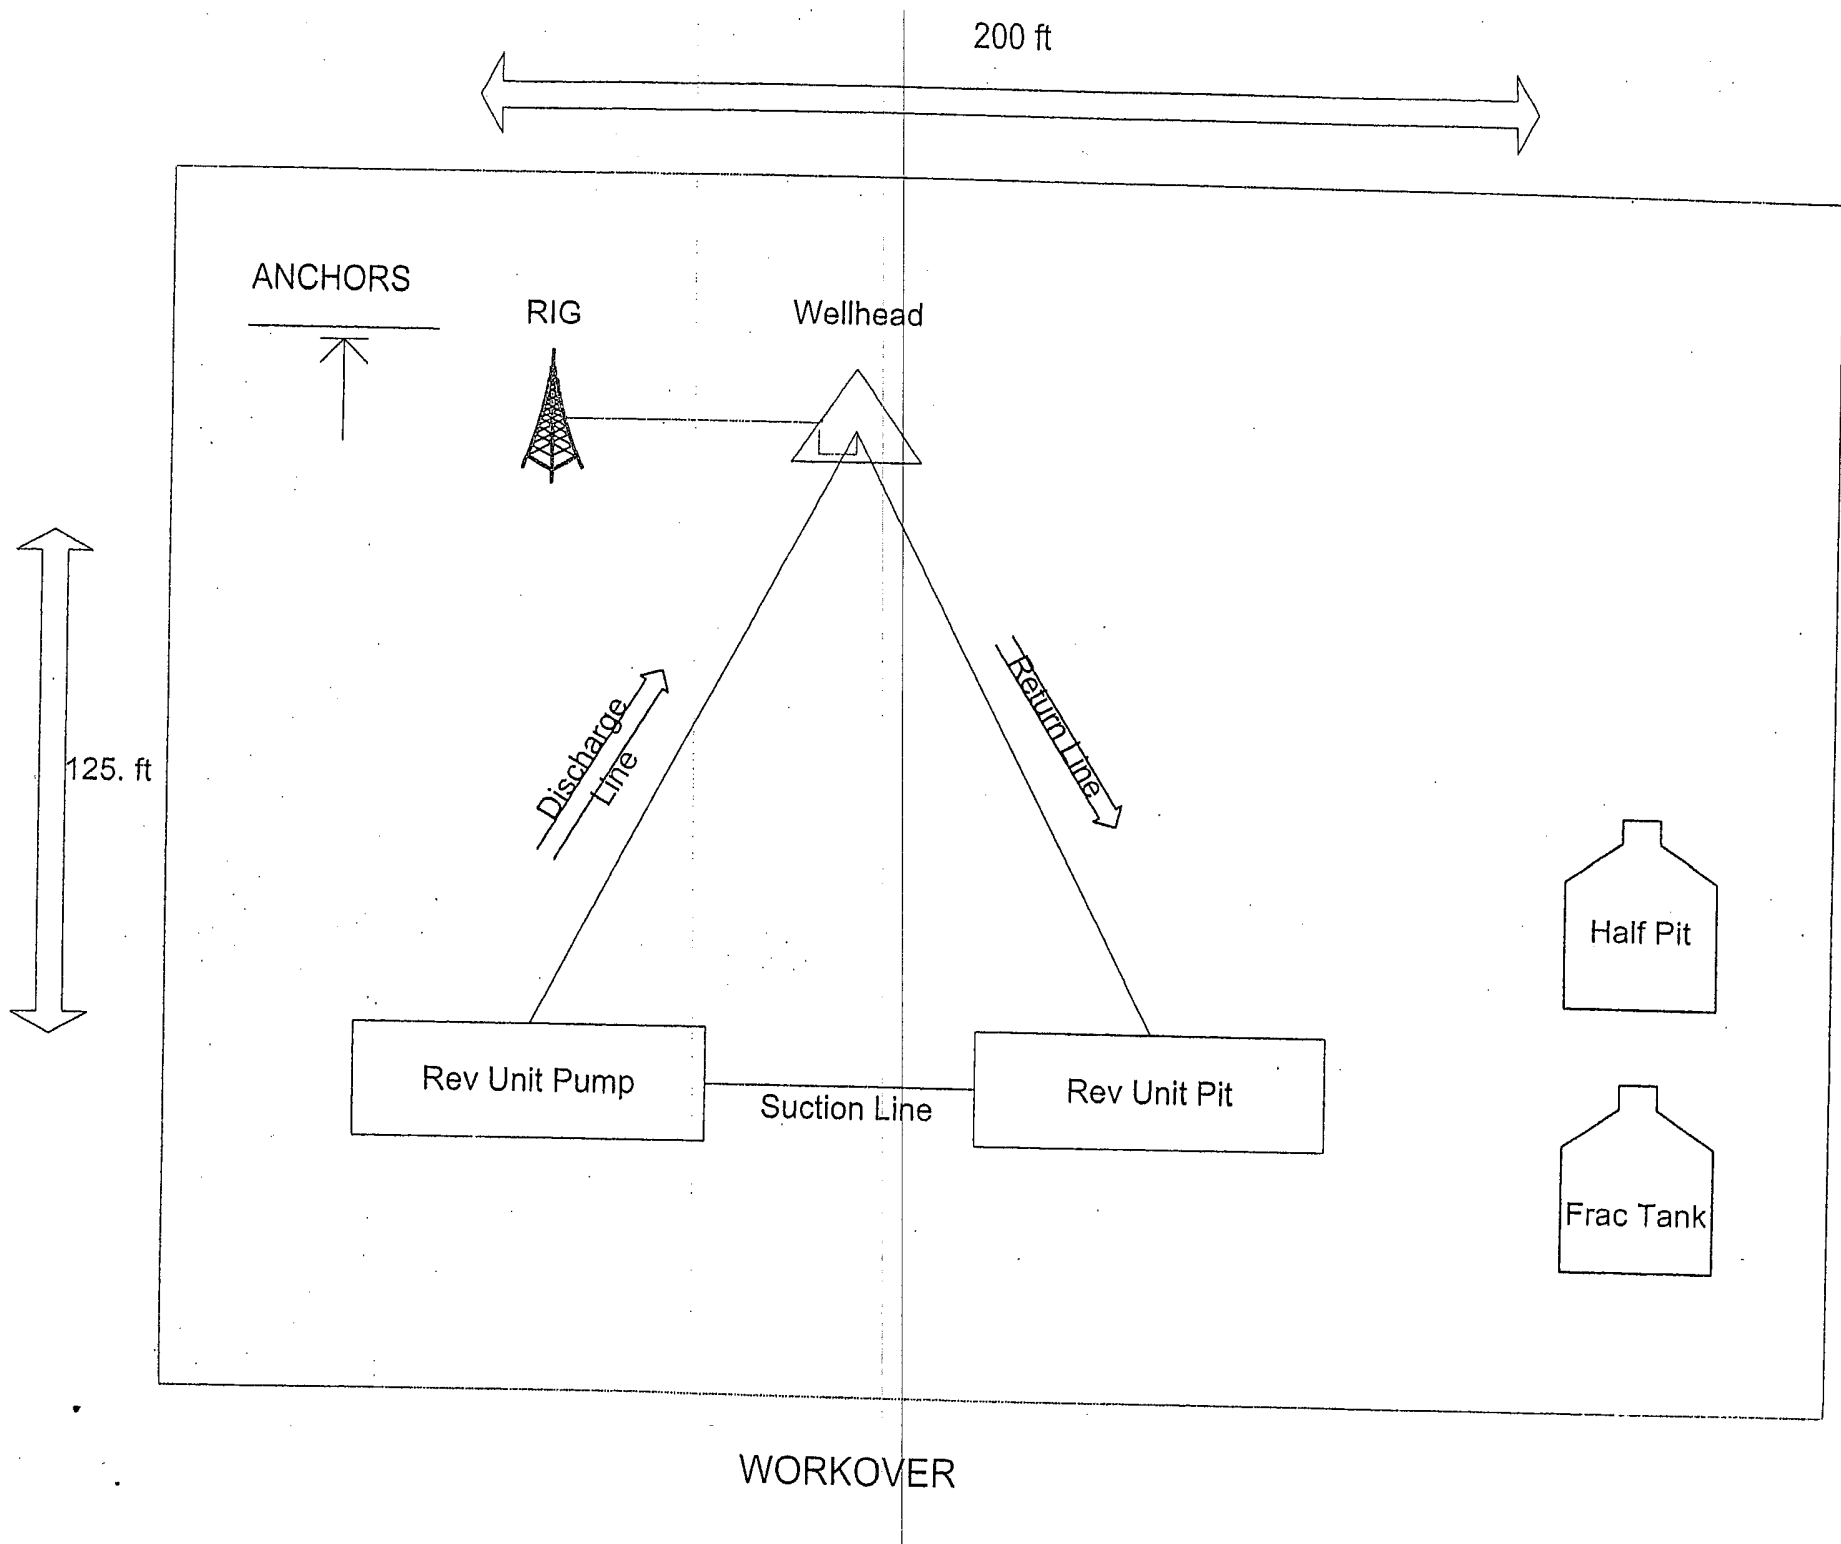 200 ft
ANCHORS
RIG
Wellhead
125. ft
Discharge
Line
Return Line
Half Pit
Rev Unit Pump
Suction Line
Rev Unit Pit
Frac Tank
WORKOVER